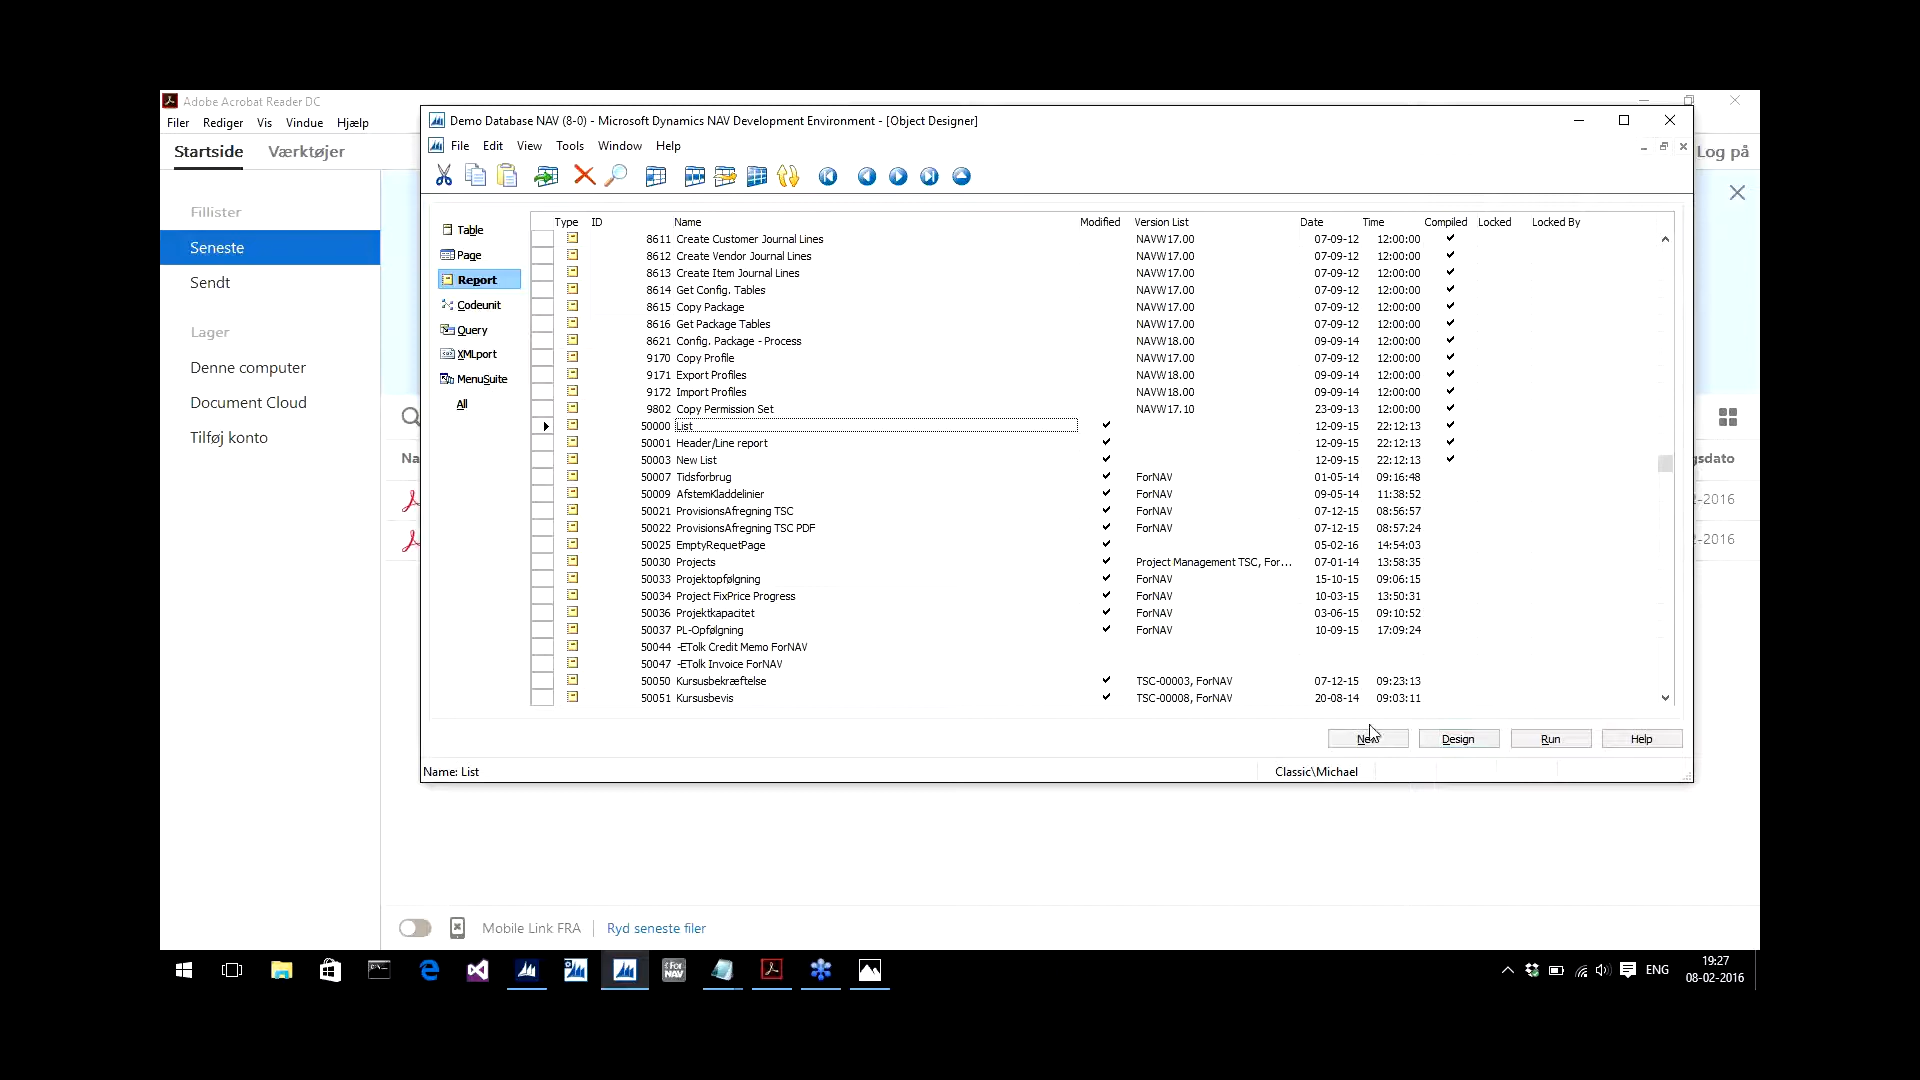 Adobe Acrobat Reader DC
Filer Rediger Vis Vindue Hjælp
Startside Værktøjer
Log på
Fillister
Seneste
Sendt
Lager
Denne computer
Document Cloud
Tilføj konto
Demo Database NAV (8-0) - Microsoft Dynamics NAV Development Environment - [Object Designer]
File Edit View Tools Window Help
Table
Page
Report
Codeunit
Query
XMLport
MenuSuite
All
Type ID Name Modified Version List Date Time Compiled Locked Locked By
8611 Create Customer Journal Lines NAVW17.00 07-09-12 12:00:00
8612 Create Vendor Journal Lines NAVW17.00 07-09-12 12:00:00
8613 Create Item Journal Lines NAVW17.00 07-09-12 12:00:00
8614 Get Config. Tables NAVW17.00 07-09-12 12:00:00
8615 Copy Package NAVW17.00 07-09-12 12:00:00
8616 Get Package Tables NAVW17.00 07-09-12 12:00:00
8621 Config. Package - Process NAVW18.00 09-09-14 12:00:00
9170 Copy Profile NAVW17.00 07-09-12 12:00:00
9171 Export Profiles NAVW18.00 09-09-14 12:00:00
9172 Import Profiles NAVW18.00 09-09-14 12:00:00
9802 Copy Permission Set NAVW17.10 23-09-13 12:00:00
50000 List 12-09-15 22:12:13
50001 Header/Line report 12-09-15 22:12:13
50003 New List 12-09-15 22:12:13
50007 Tidsforbrug ForNAV 01-05-14 09:16:48
50009 AfstemKladdelinier ForNAV 09-05-14 11:38:52
50021 ProvisionsAfregning TSC ForNAV 07-12-15 08:56:57
50022 ProvisionsAfregning TSC PDF ForNAV 07-12-15 08:57:24
50025 EmptyRequetPage 05-02-16 14:54:03
50030 Projects Project Management TSC, For... 07-01-14 13:58:35
50033 Projektopfølgning ForNAV 15-10-15 09:06:15
50034 Project FixPrice Progress ForNAV 10-03-15 13:50:31
50036 Projektkapacitet ForNAV 03-06-15 09:10:52
50037 PL-Opfølgning ForNAV 10-09-15 17:09:24
50044 -ETolk Credit Memo ForNAV
50047 -ETolk Invoice ForNAV
50050 Kursusbekræftelse TSC-00003, ForNAV 07-12-15 09:23:13
50051 Kursusbevis TSC-00008, ForNAV 20-08-14 09:03:11
New Design Run Help
Name: List Classic\Michael
Na
gsdato
-2016
-2016
Mobile Link FRA Ryd seneste filer
For NAV
ENG
19:27
08-02-2016